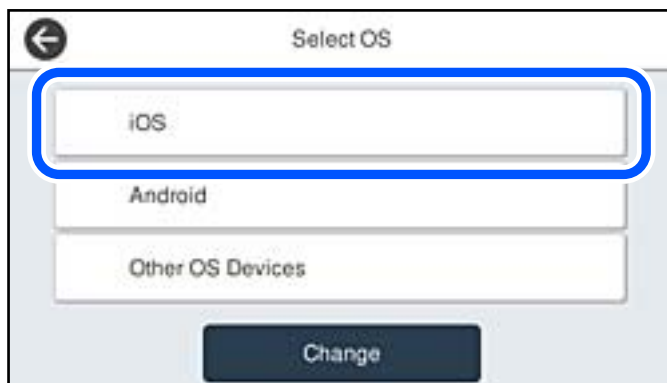 Select OS
iOS
Android
Other OS Devices
Change